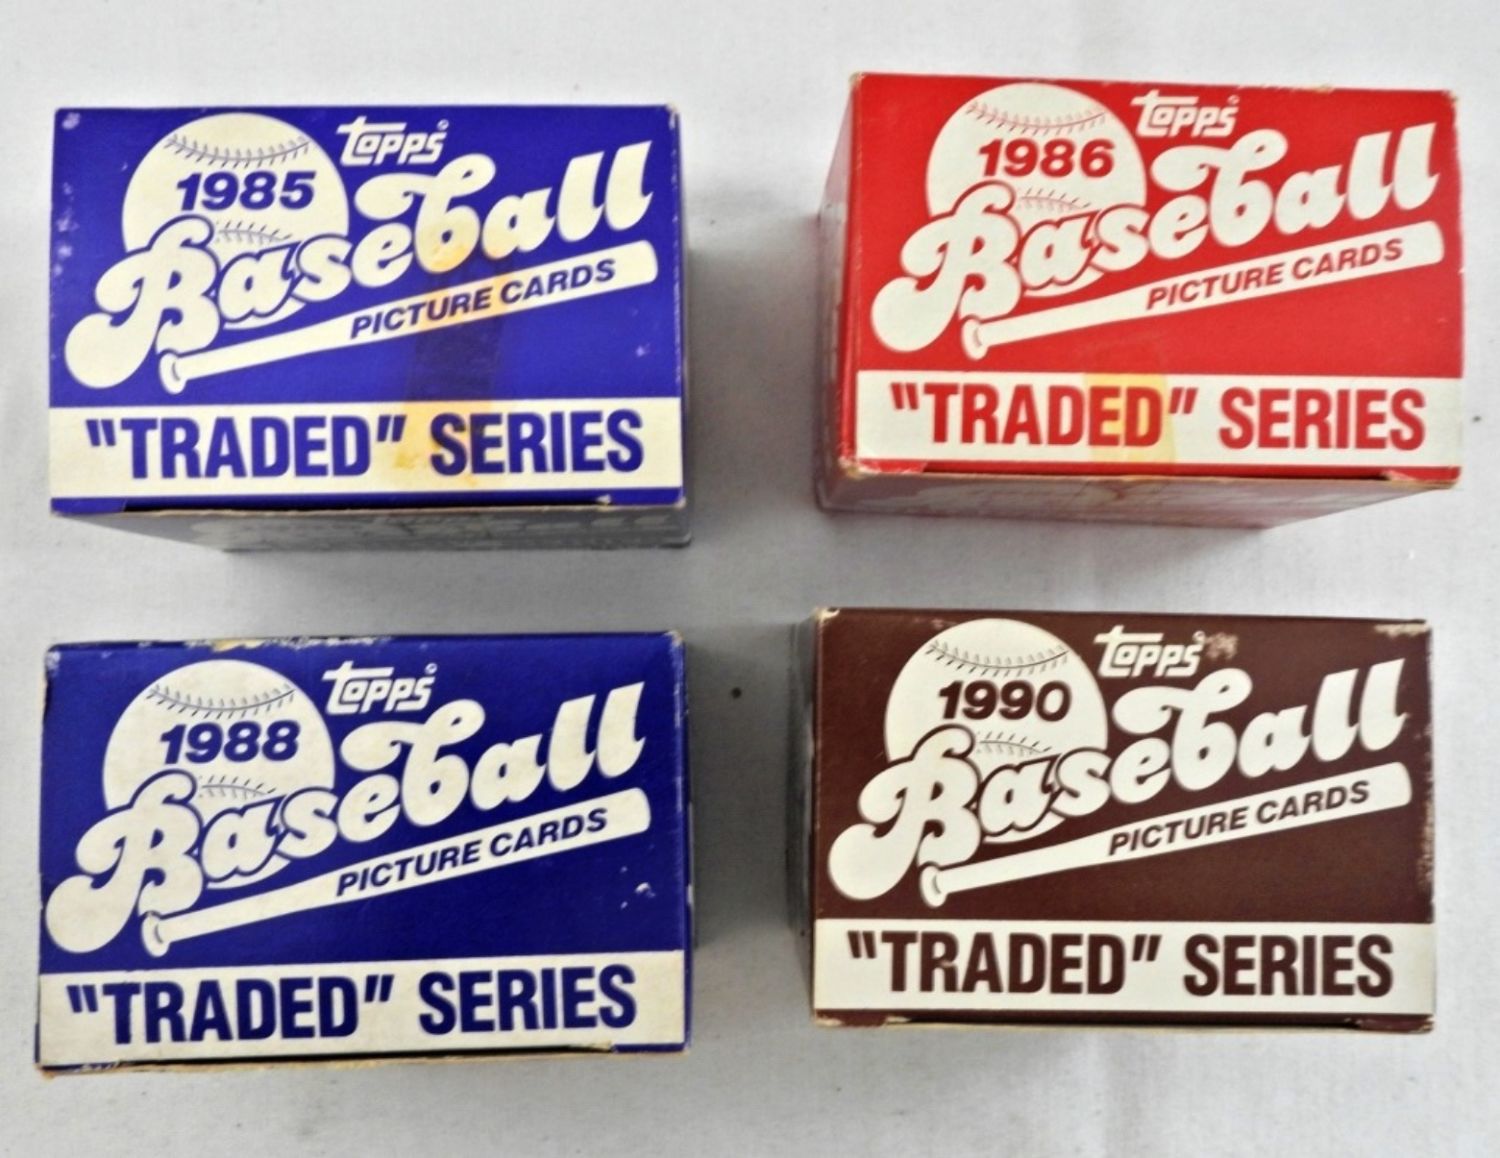 topps
1985
Baseball
PICTURE CARDS
"TRADED" SERIES
topps
1986
Baseball
PICTURE CARDS
"TRADED" SERIES
topps
1988
Baseball
PICTURE CARDS
"TRADED" SERIES
topps
1990
Baseball
PICTURE CARDS
"TRADED" SERIES